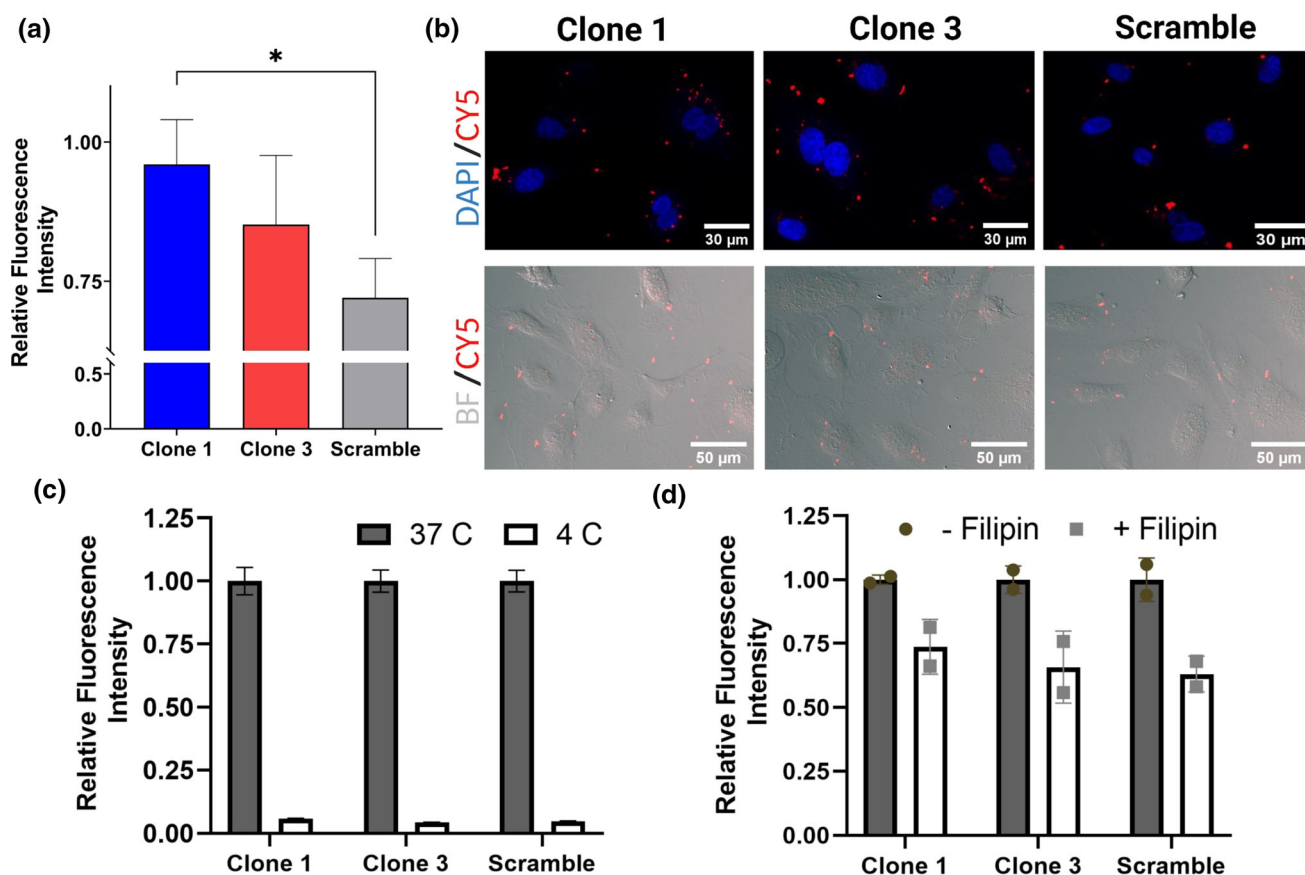 (a)
*
Relative Fluorescence
Intensity
1.00
0.75
0.5
0.0
Clone 1
Clone 3
Scramble
(b)
Clone 1
Clone 3
Scramble
DAPI/CY5
30 µm
30 µm
30 µm
BF/CY5
50 µm
50 µm
50 µm
(c)
Relative Fluorescence
Intensity
1.25
1.00
0.75
0.50
0.25
0.00
37 C
4 C
Clone 1
Clone 3
Scramble
(d)
Relative Fluorescence
Intensity
1.25
1.00
0.75
0.50
0.25
0.00
- Filipin
+ Filipin
Clone 1
Clone 3
Scramble